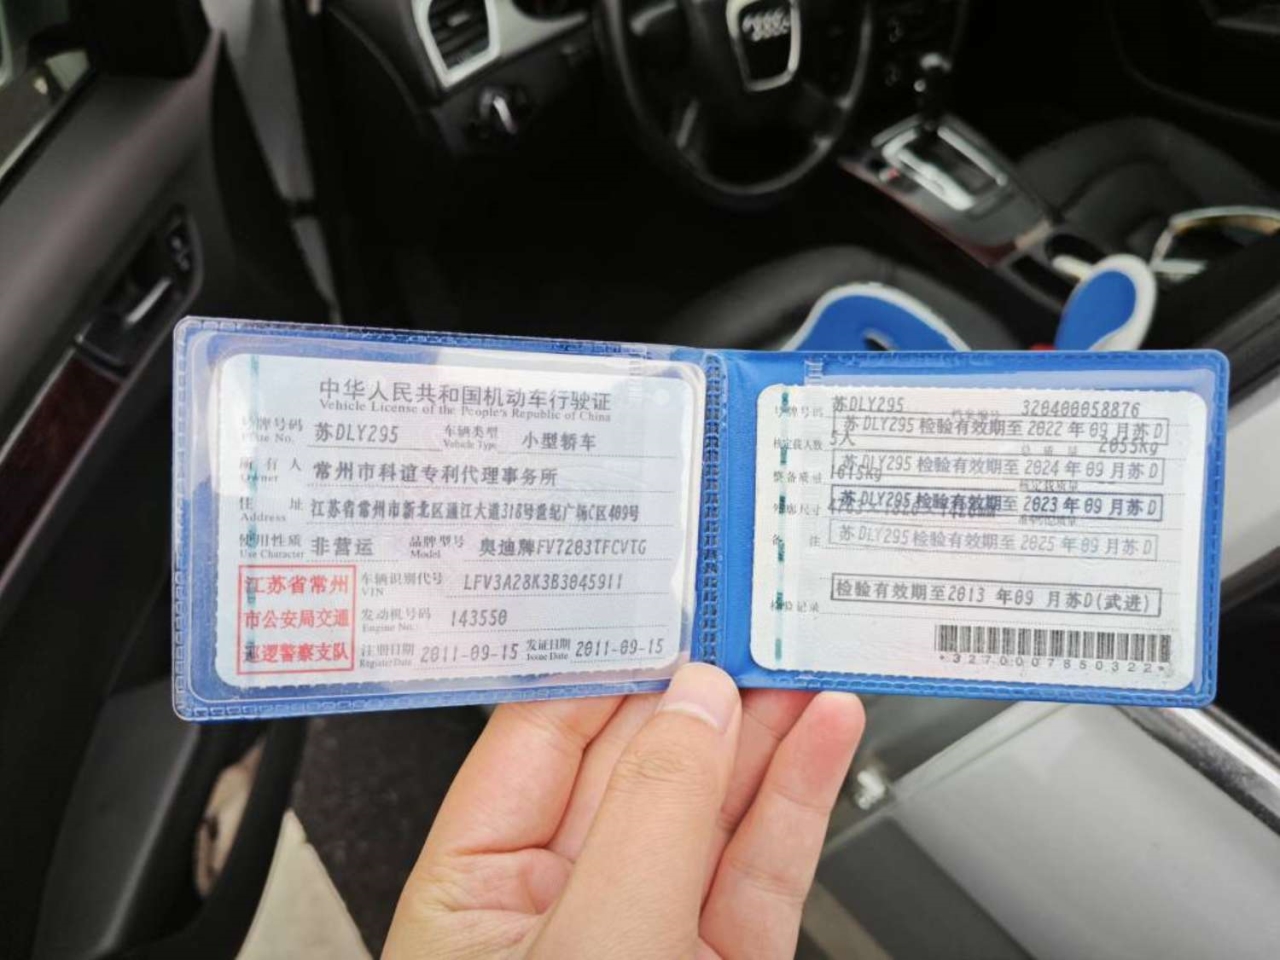 中华人民共和国机动车行驶证
Vehicle License of the People's Republic of China
号牌号码 苏DLY295 车辆类型 小型轿车
Plate No. Vehicle Type
所有人 常州市科谊专利代理事务所
Owner
住址 江苏省常州市新北区通江大道318号世纪广场C区409号
Address
使用性质 非营运 品牌型号 奥迪牌FV7203TFCVTG
Use Character Model
江苏省常州
市公安局交通
巡逻警察支队
车辆识别代号 LFV3A28K3B3045911
VIN
发动机号码 143550
Engine No.
注册日期 2011-09-15 发证日期 2011-09-15
Register Date Issue Date
号牌号码 苏DLY295 档案编号 320400058876
苏DLY295 检验有效期至2022年09月苏D
核定载人数 5人 总质量 2055kg
苏DLY295 检验有效期至2024年09月苏D
整备质量 1615kg 核定载质量
苏DLY295 检验有效期至2023年09月苏D
外廓尺寸
苏DLY295 检验有效期至2025年09月苏D
备注
检验有效期至2013年09月苏D(武进)
检验记录
*3270007850322*